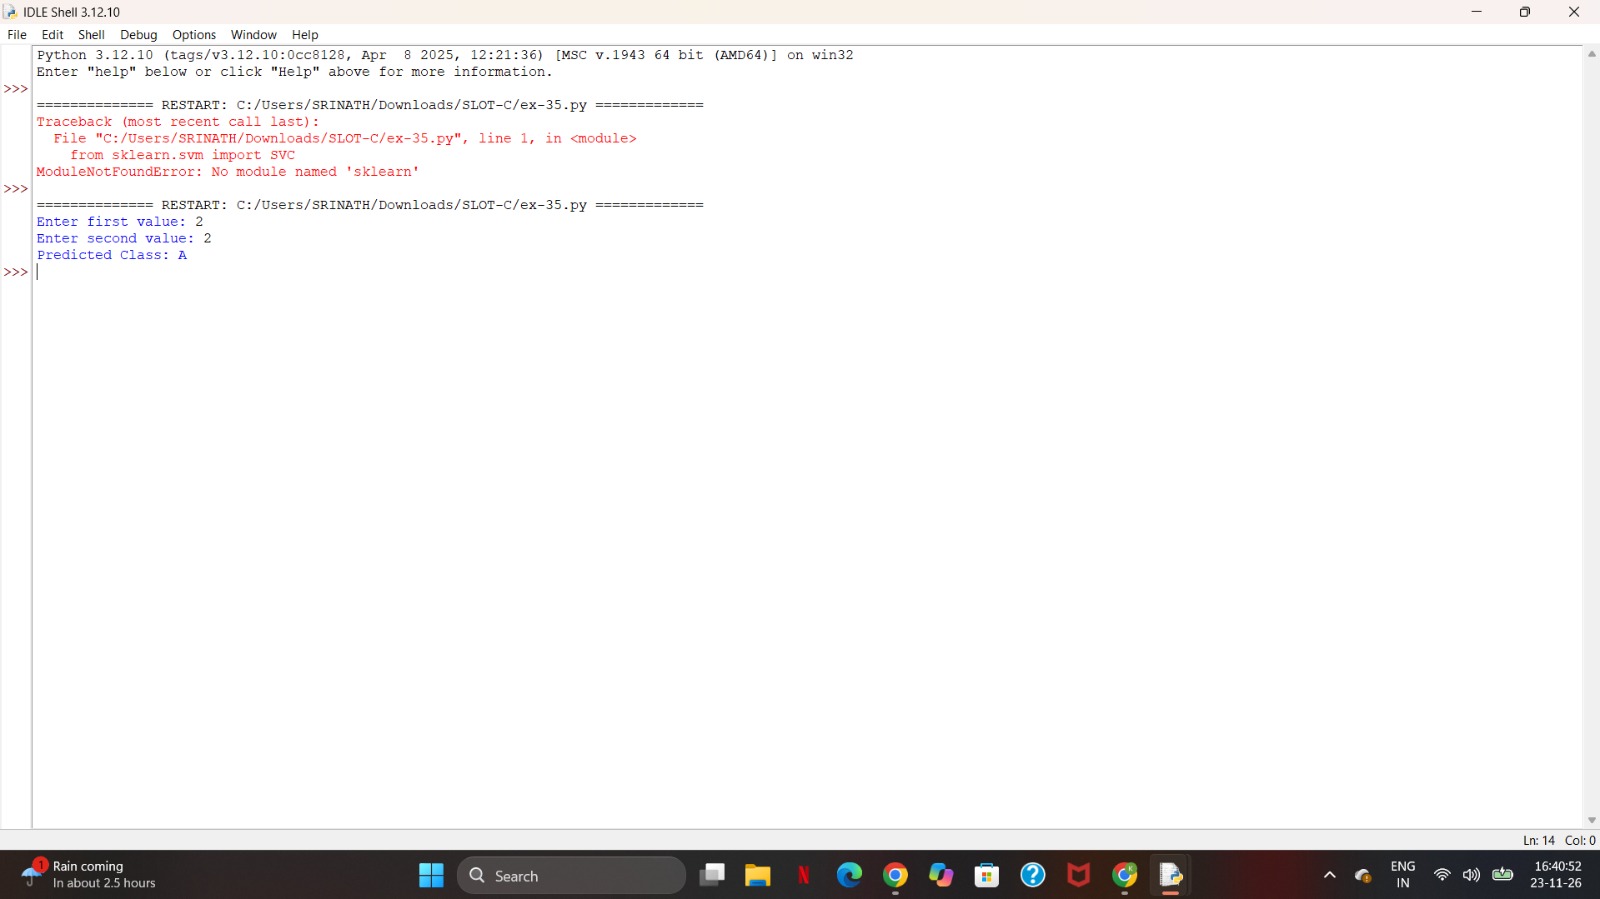 IDLE Shell 3.12.10
File Edit Shell Debug Options Window Help
Python 3.12.10 (tags/v3.12.10:0cc8128, Apr  8 2025, 12:21:36) [MSC v.1943 64 bit (AMD64)] on win32
Enter "help" below or click "Help" above for more information.
>>>
============== RESTART: C:/Users/SRINATH/Downloads/SLOT-C/ex-35.py =============
Traceback (most recent call last):
  File "C:/Users/SRINATH/Downloads/SLOT-C/ex-35.py", line 1, in <module>
    from sklearn.svm import SVC
ModuleNotFoundError: No module named 'sklearn'
>>>
============== RESTART: C:/Users/SRINATH/Downloads/SLOT-C/ex-35.py =============
Enter first value: 2
Enter second value: 2
Predicted Class: A
>>>
Ln: 14 Col: 0
1
Rain coming
In about 2.5 hours
Search
ENG
IN
16:40:52
23-11-26